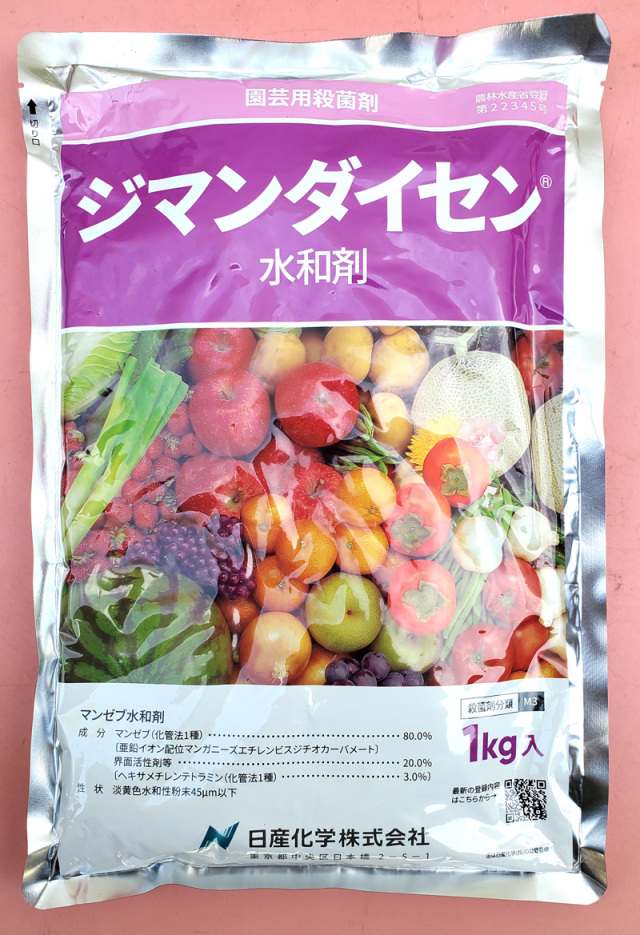 切り口
園芸用殺菌剤
農林水産省登録
第22345号
ジマンダイセン®
水和剤
マンゼブ水和剤
成 分 マンゼブ(化管法1種) 80.0%
〔亜鉛イオン配位マンガニーズエチレンビスジチオカーバメート〕
界面活性剤等 20.0%
〔ヘキサメチレンテトラミン(化管法1種) 3.0%〕
性 状 淡黄色水和性粉末45μm以下
殺菌剤分類 M3
1kg入
最新の登録内容
はこちらから→
日産化学株式会社
東京都中央区日本橋2-5-1